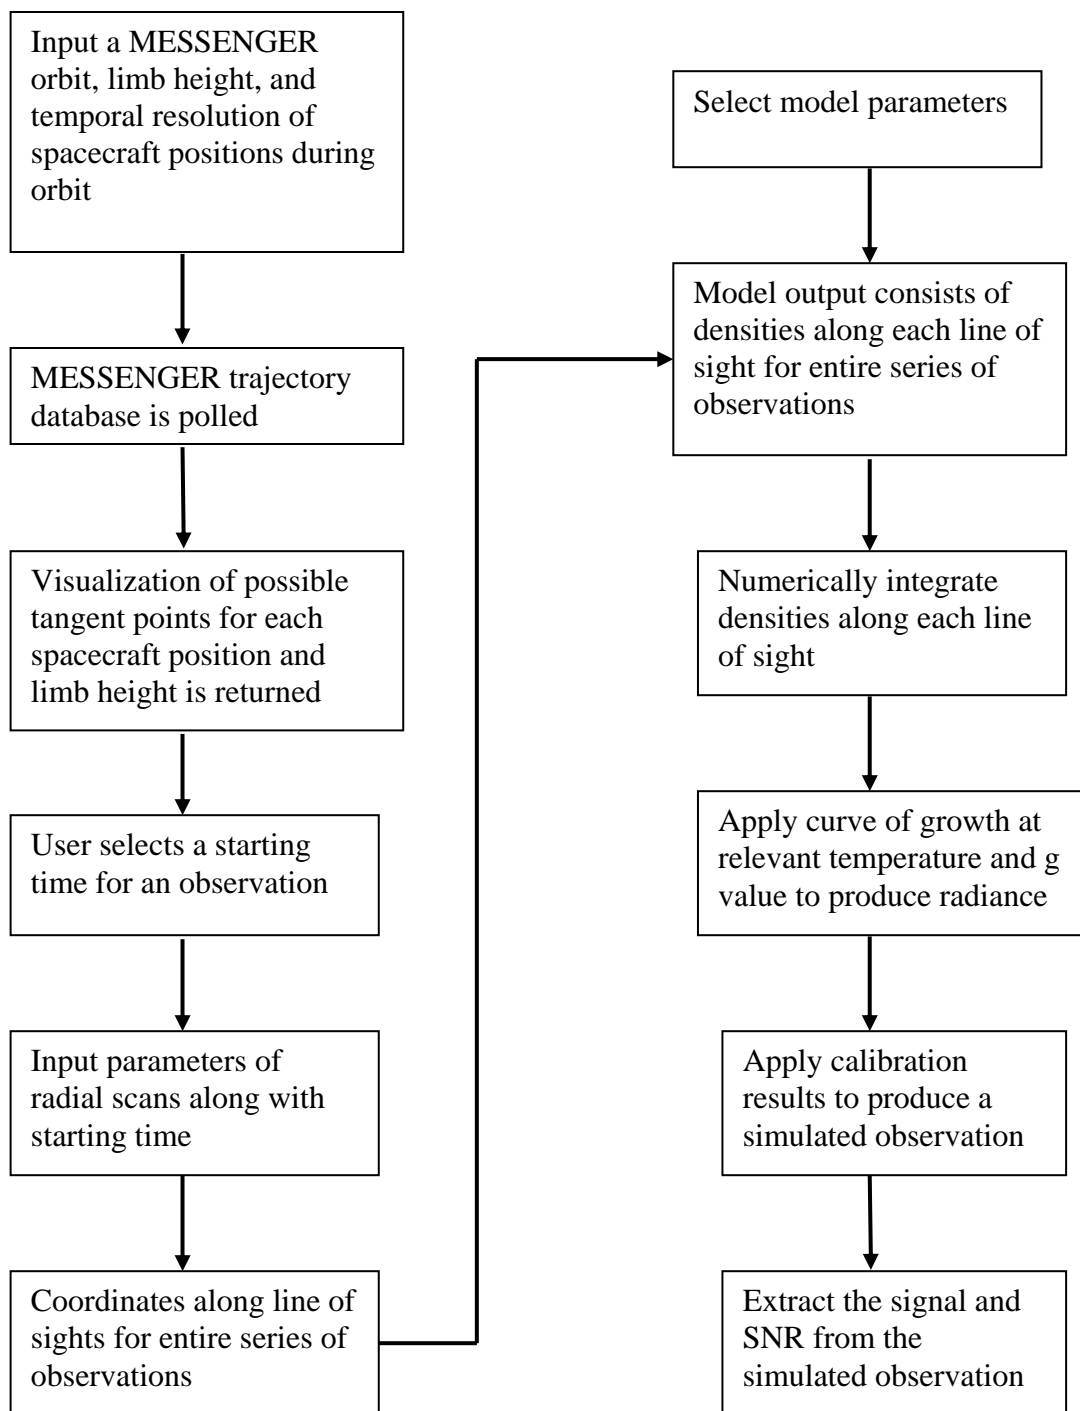 Input a MESSENGER
orbit, limb height, and
temporal resolution of
spacecraft positions during
orbit
MESSENGER trajectory
database is polled
Visualization of possible
tangent points for each
spacecraft position and
limb height is returned
User selects a starting
time for an observation
Input parameters of
radial scans along with
starting time
Coordinates along line of
sights for entire series of
observations
Select model parameters
Model output consists of
densities along each line of
sight for entire series of
observations
Numerically integrate
densities along each line
of sight
Apply curve of growth at
relevant temperature and g
value to produce radiance
Apply calibration
results to produce a
simulated observation
Extract the signal and
SNR from the
simulated observation